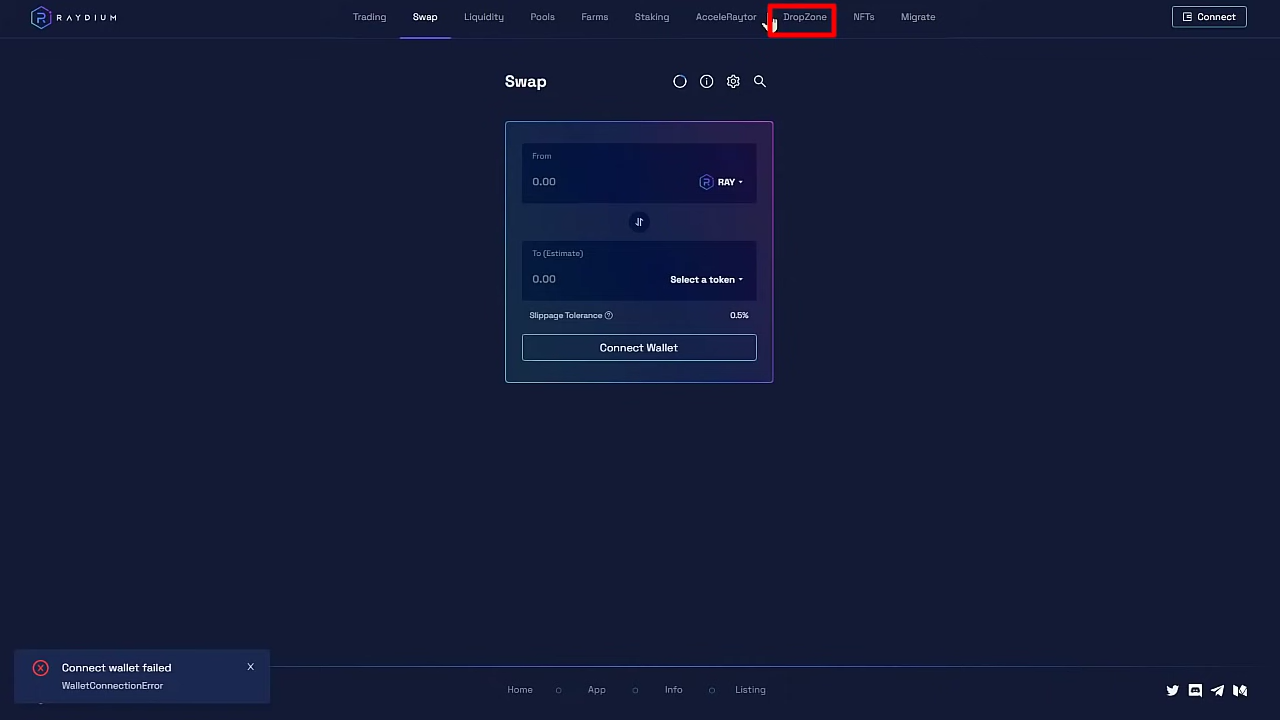 RAYDIUM Trading Swap Liquidity Pools Farms Staking AcceleRaytor DropZone NFTs Migrate Connect
Swap
From
0.00 RAY
To (Estimate)
0.00 Select a token
Slippage Tolerance 0.5%
Connect Wallet
Connect wallet failed X
WalletConnectionError
Home App Info Listing